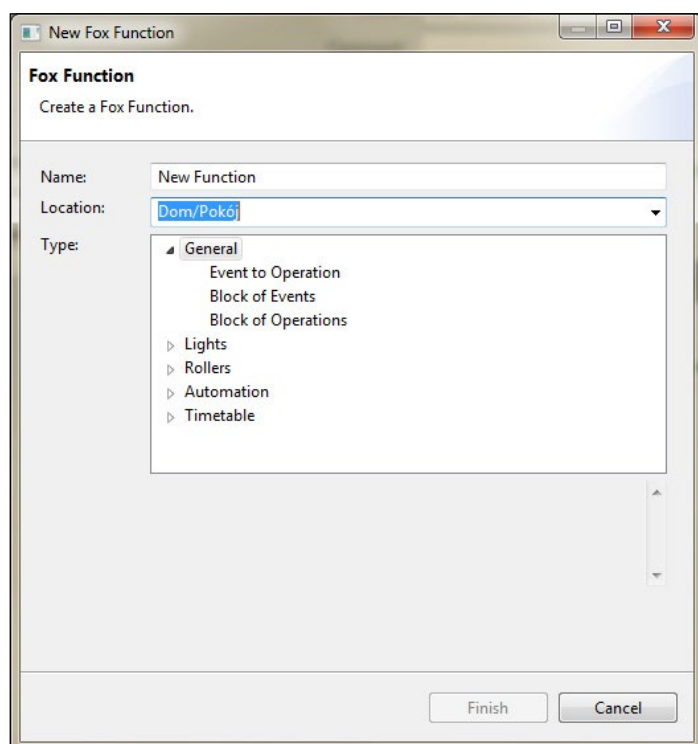 New Fox Function
Fox Function
Create a Fox Function.
Name: New Function
Location: Dom/Pokój
Type: General
Event to Operation
Block of Events
Block of Operations
Lights
Rollers
Automation
Timetable
Finish Cancel